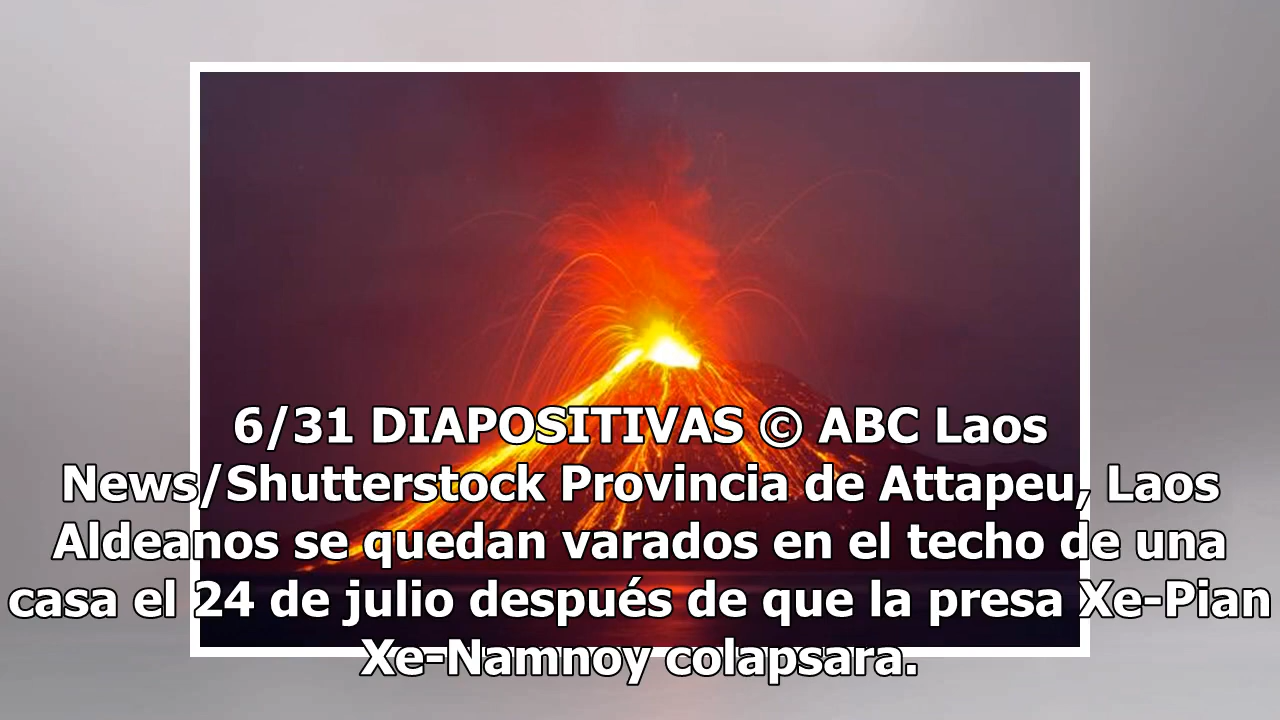 6/31 DIAPOSITIVAS © ABC Laos
News/Shutterstock Provincia de Attapeu, Laos
Aldeanos se quedan varados en el techo de una
casa el 24 de julio después de que la presa Xe-Pian
Xe-Namnoy colapsara.